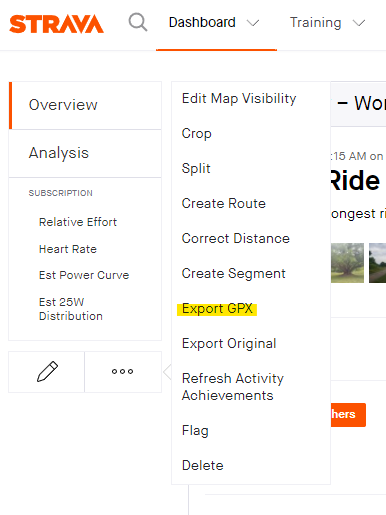 STRAVA
Dashboard
Training
Overview
Analysis
SUBSCRIPTION
Relative Effort
Heart Rate
Est Power Curve
Est 25W
Distribution
Edit Map Visibility
Crop
Split
Create Route
Correct Distance
Create Segment
Export GPX
Export Original
Refresh Activity
Achievements
Flag
Delete
– Wor
:15 AM on
Ride
ongest ri
hers